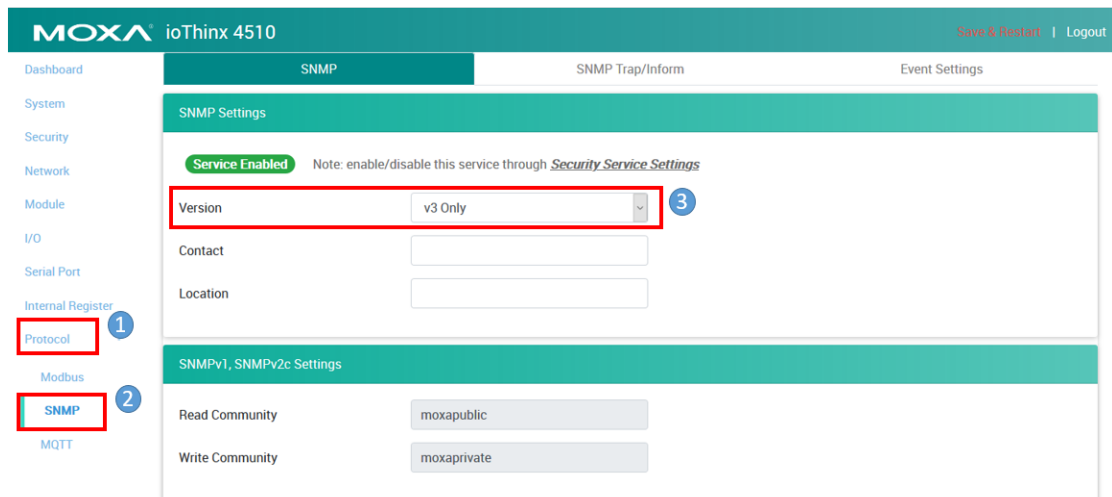 MOXA ioThinx 4510 Save & Restart | Logout
Dashboard
System
Security
Network
Module
I/O
Serial Port
Internal Register
Protocol
1
Modbus
SNMP
2
MQTT
SNMP SNMP Trap/Inform Event Settings
SNMP Settings
Service Enabled Note: enable/disable this service through Security Service Settings
Version v3 Only 3
Contact
Location
SNMPv1, SNMPv2c Settings
Read Community moxapublic
Write Community moxaprivate